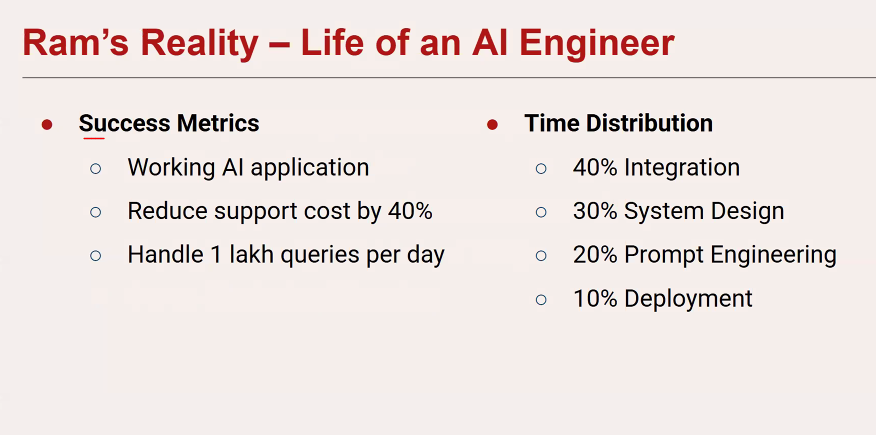 Ram’s Reality – Life of an AI Engineer
Success Metrics
Working AI application
Reduce support cost by 40%
Handle 1 lakh queries per day
Time Distribution
40% Integration
30% System Design
20% Prompt Engineering
10% Deployment